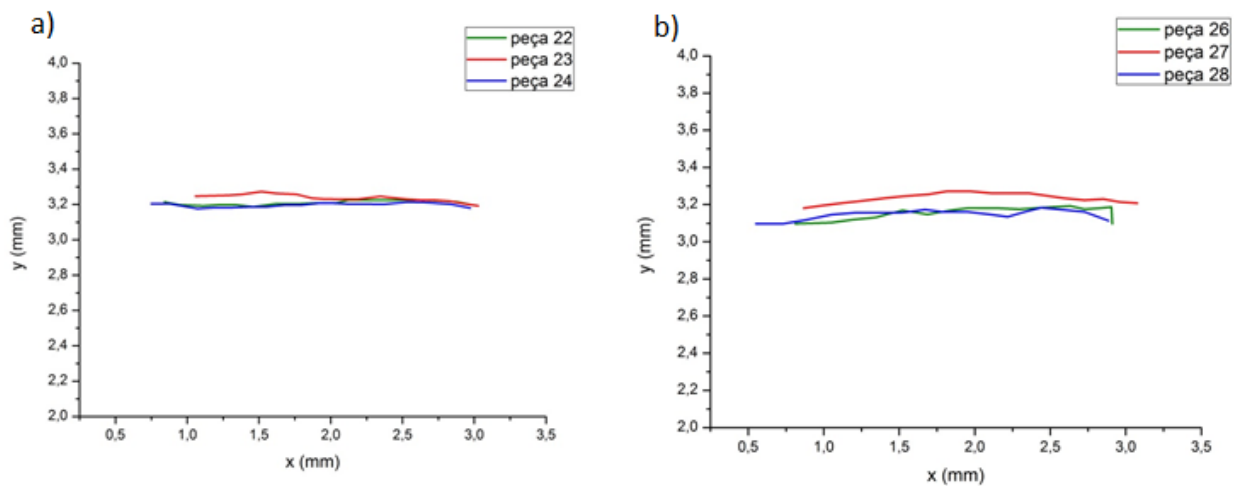 a)
peça 22
peça 23
peça 24
4,0
3,8
3,6
3,4
3,2
3,0
2,8
2,6
2,4
2,2
2,0
y (mm)
0,5 1,0 1,5 2,0 2,5 3,0 3,5
x (mm)
b)
peça 26
peça 27
peça 28
4,0
3,8
3,6
3,4
3,2
3,0
2,8
2,6
2,4
2,2
2,0
y (mm)
0,5 1,0 1,5 2,0 2,5 3,0 3,5
x (mm)